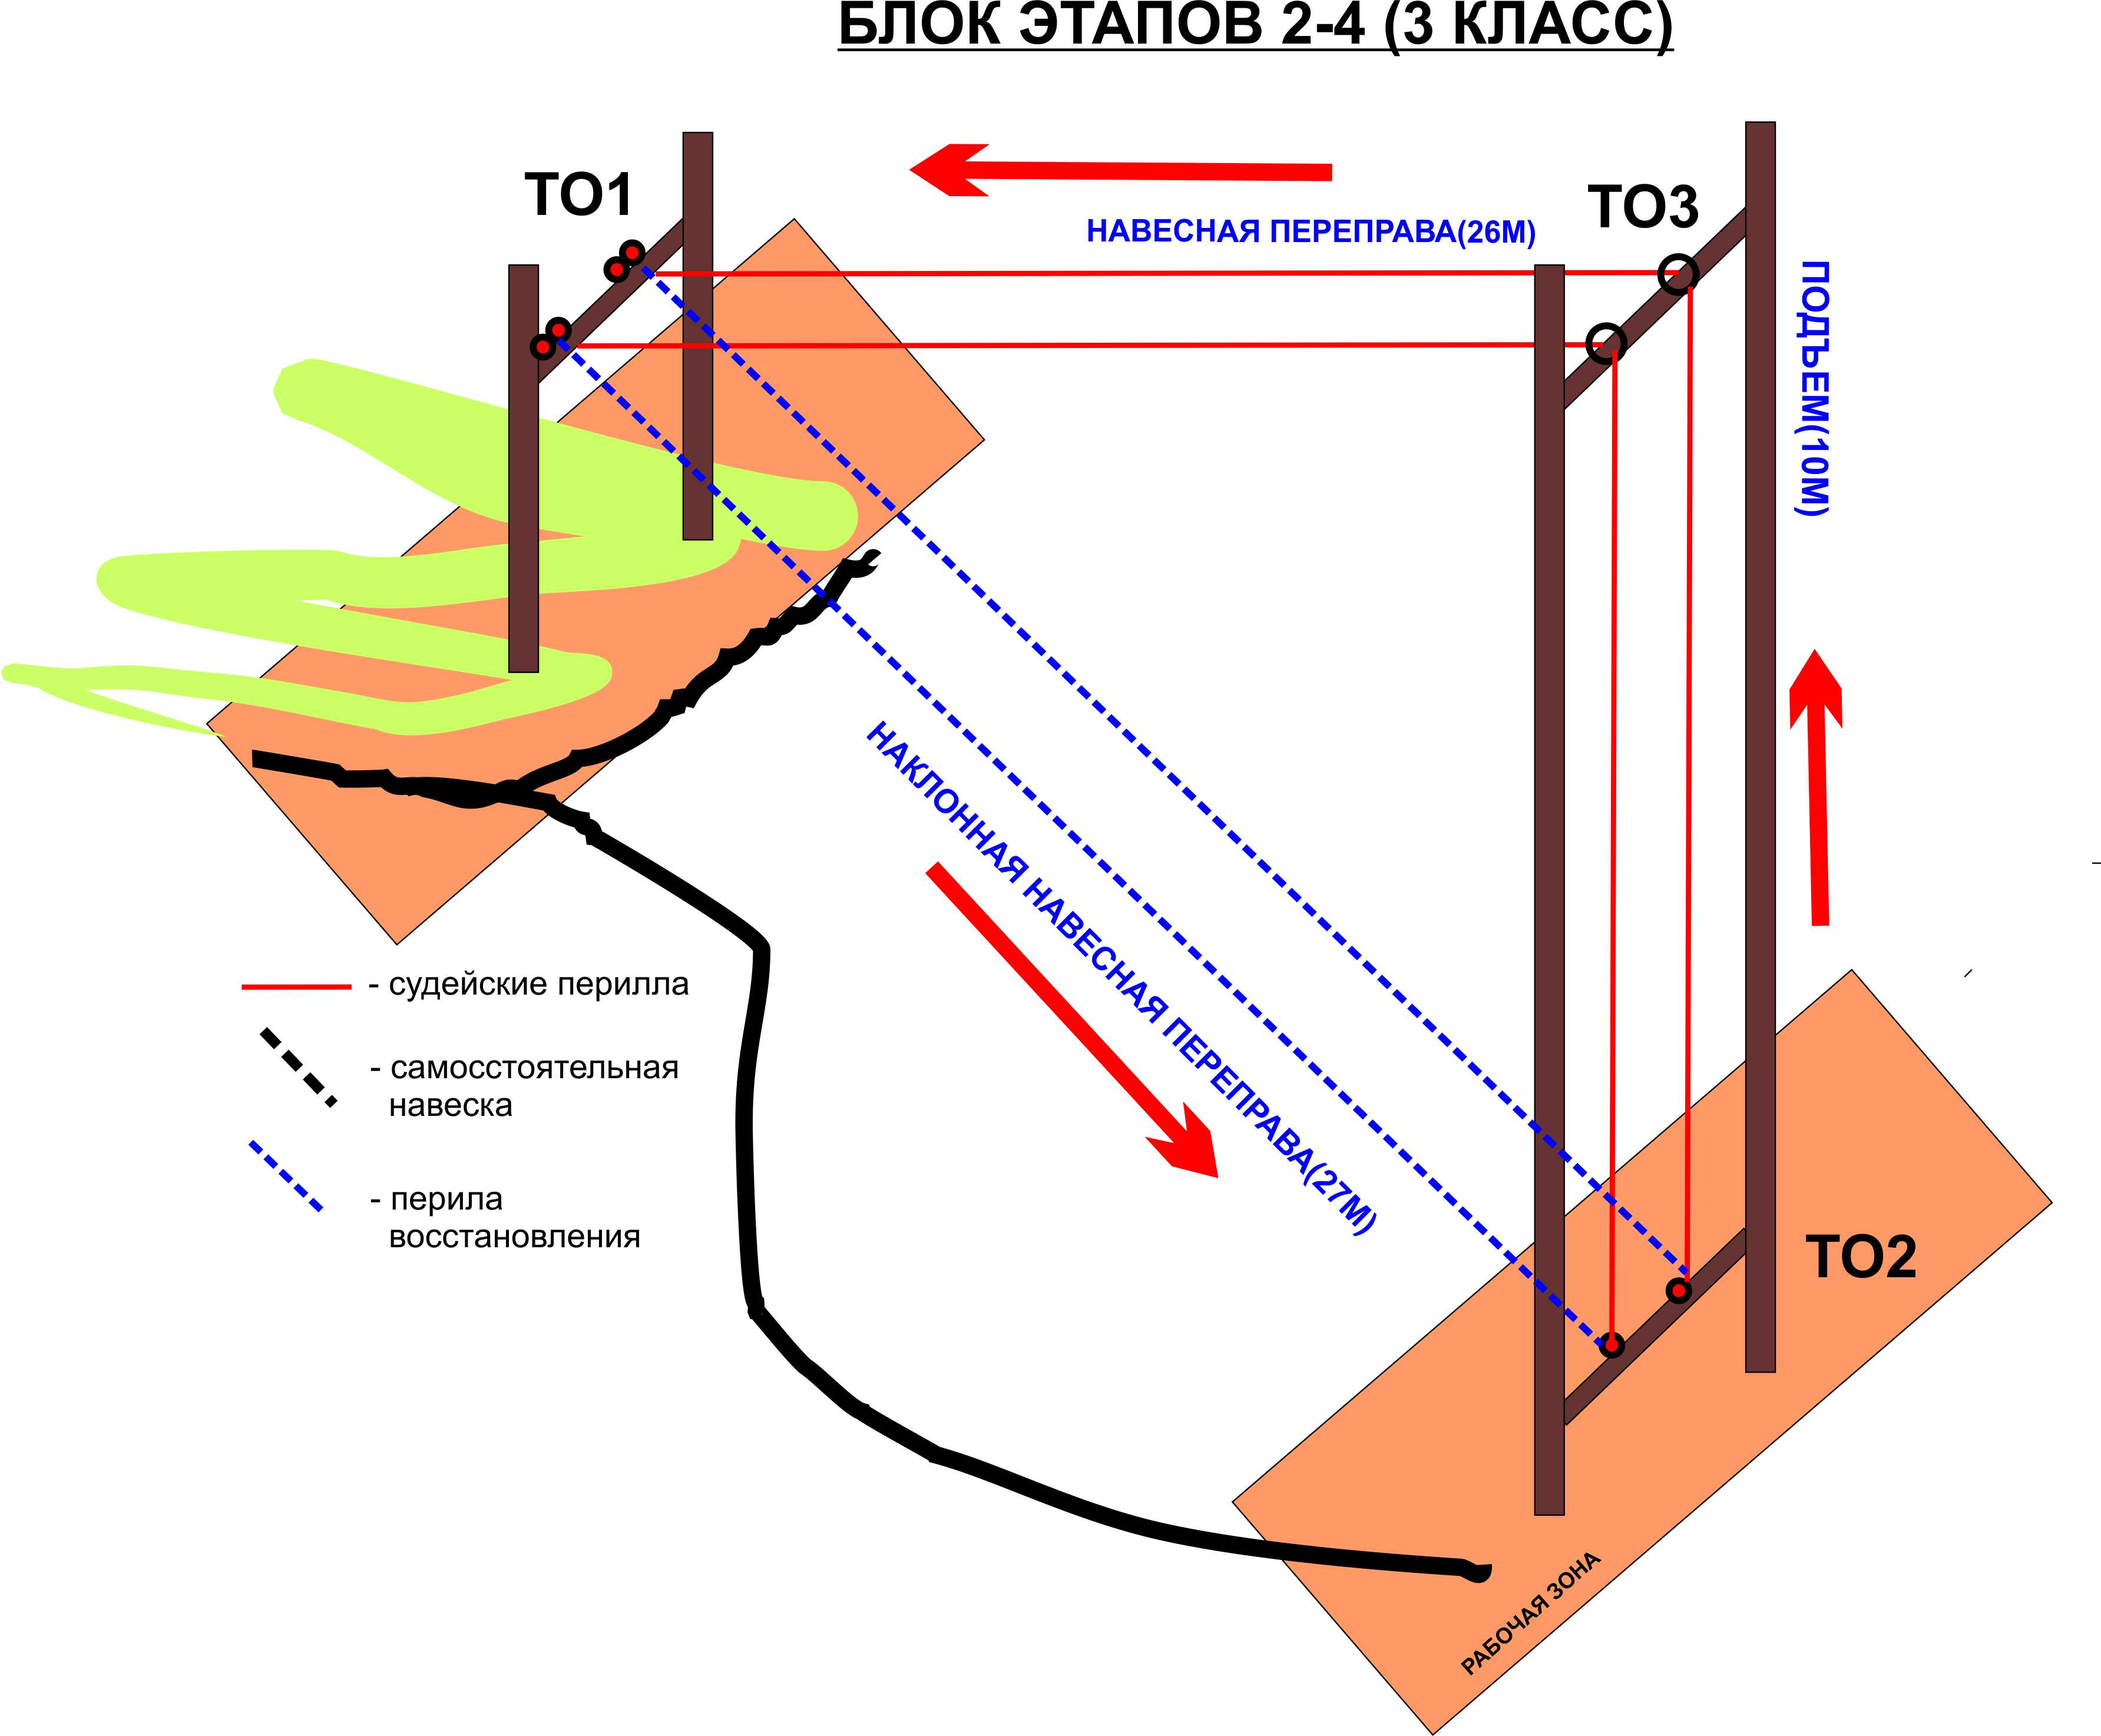 БЛОК ЭТАПОВ 2-4 (3 КЛАСС)
ТО1
ТО3
НАВЕСНАЯ ПЕРЕПРАВА(26М)
ПОДЪЕМ(10М)
НАКЛОННАЯ НАВЕСНАЯ ПЕРЕПРАВА(27М)
- судейские перилла
- самосстоятельная
навеска
- перила
восстановления
ТО2
РАБОЧАЯ ЗОНА